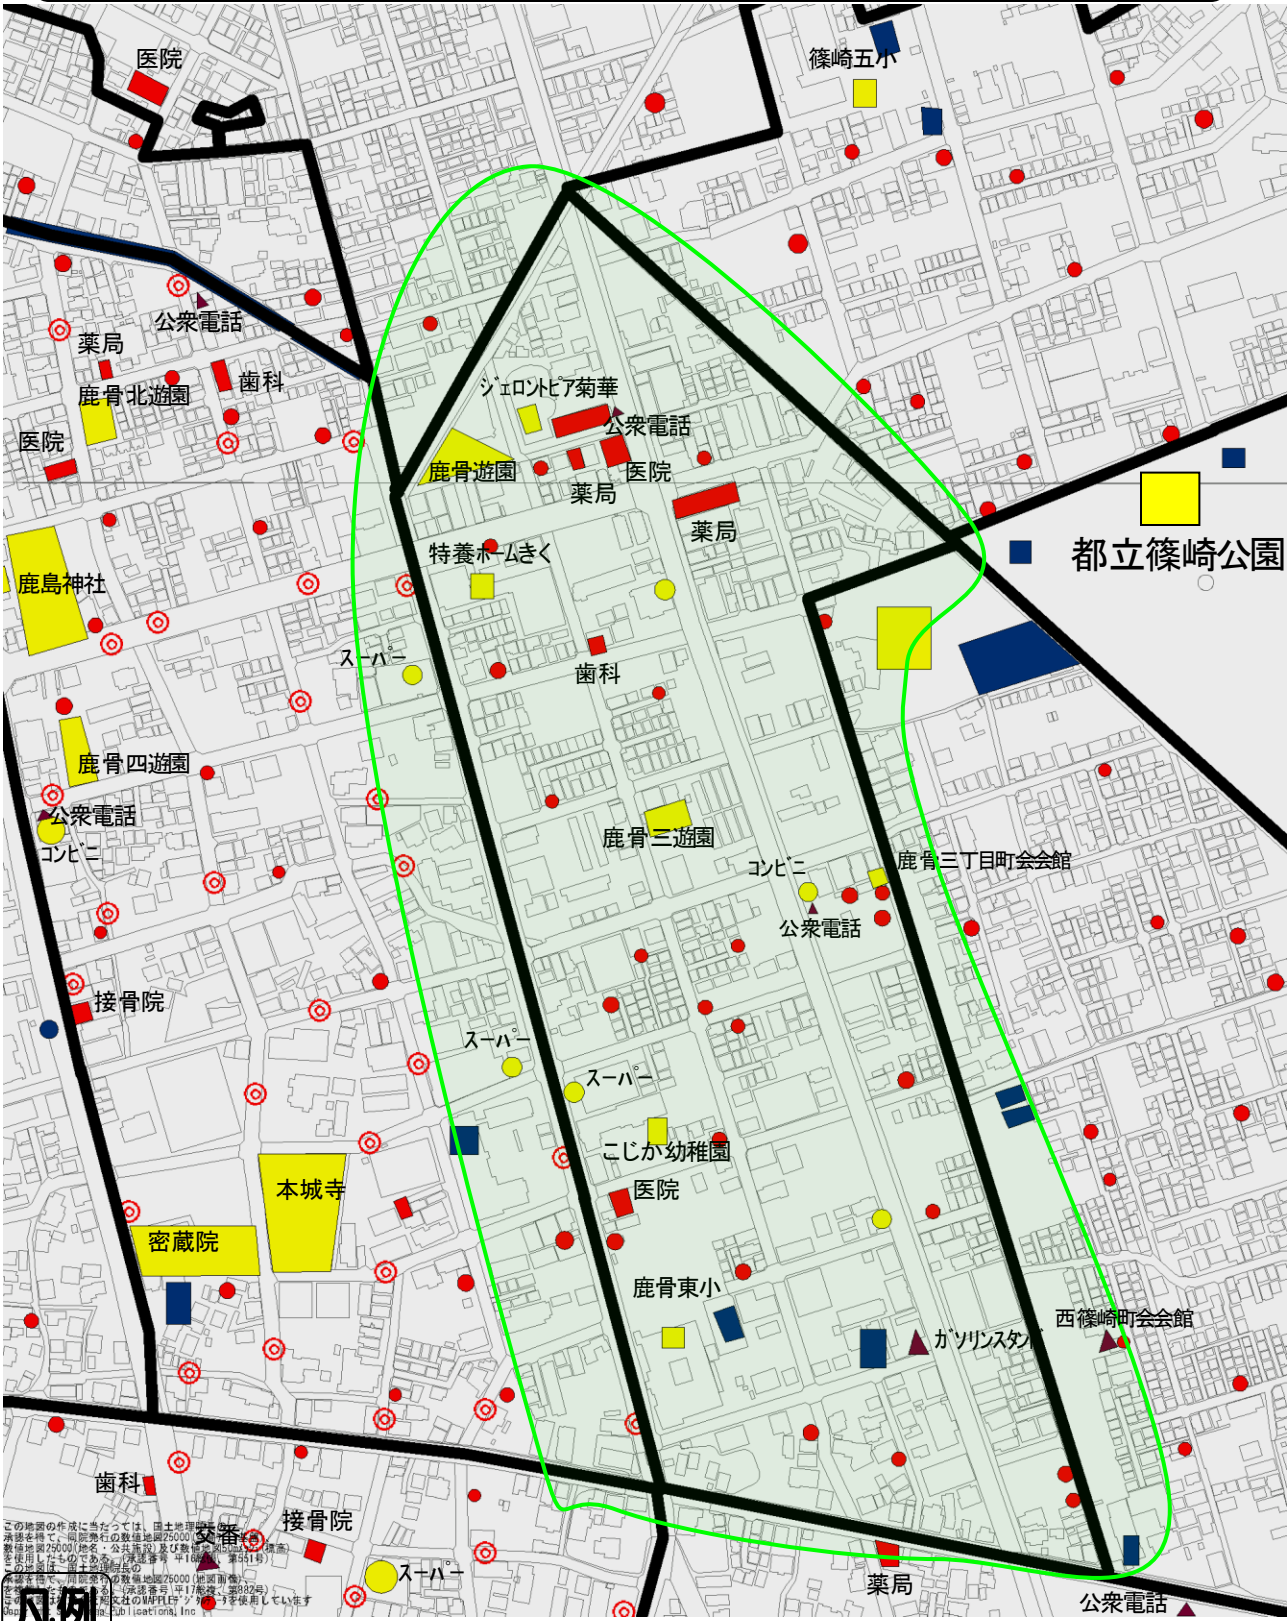 医院
篠崎五小
公衆電話
薬局
鹿骨北遊園
歯科
医院
ジェロントピア菊華
公衆電話
鹿骨遊園
医院
薬局
薬局
都立篠崎公園
特養ホームきく
鹿島神社
スーパー
歯科
鹿骨四遊園
公衆電話
コンビニ
鹿骨三遊園
コンビニ
鹿骨三丁目町会会館
公衆電話
接骨院
スーパー
スーパー
こじか幼稚園
本城寺
医院
密蔵院
鹿骨東小
ガソリンスタンド
西篠崎町会会館
歯科
交番
接骨院
スーパー
薬局
公衆電話
凡例